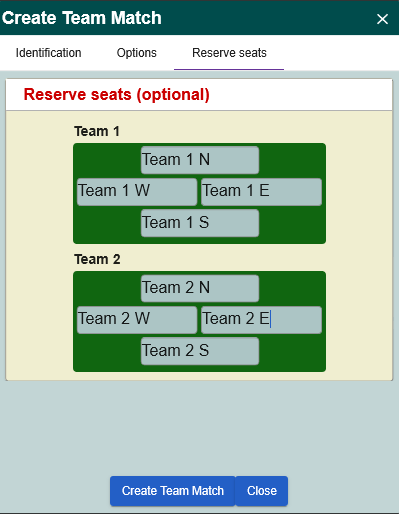 Create Team Match ×
Identification Options Reserve seats
Reserve seats (optional)
Team 1
Team 1 N
Team 1 W Team 1 E
Team 1 S
Team 2
Team 2 N
Team 2 W Team 2 E
Team 2 S
Create Team Match Close